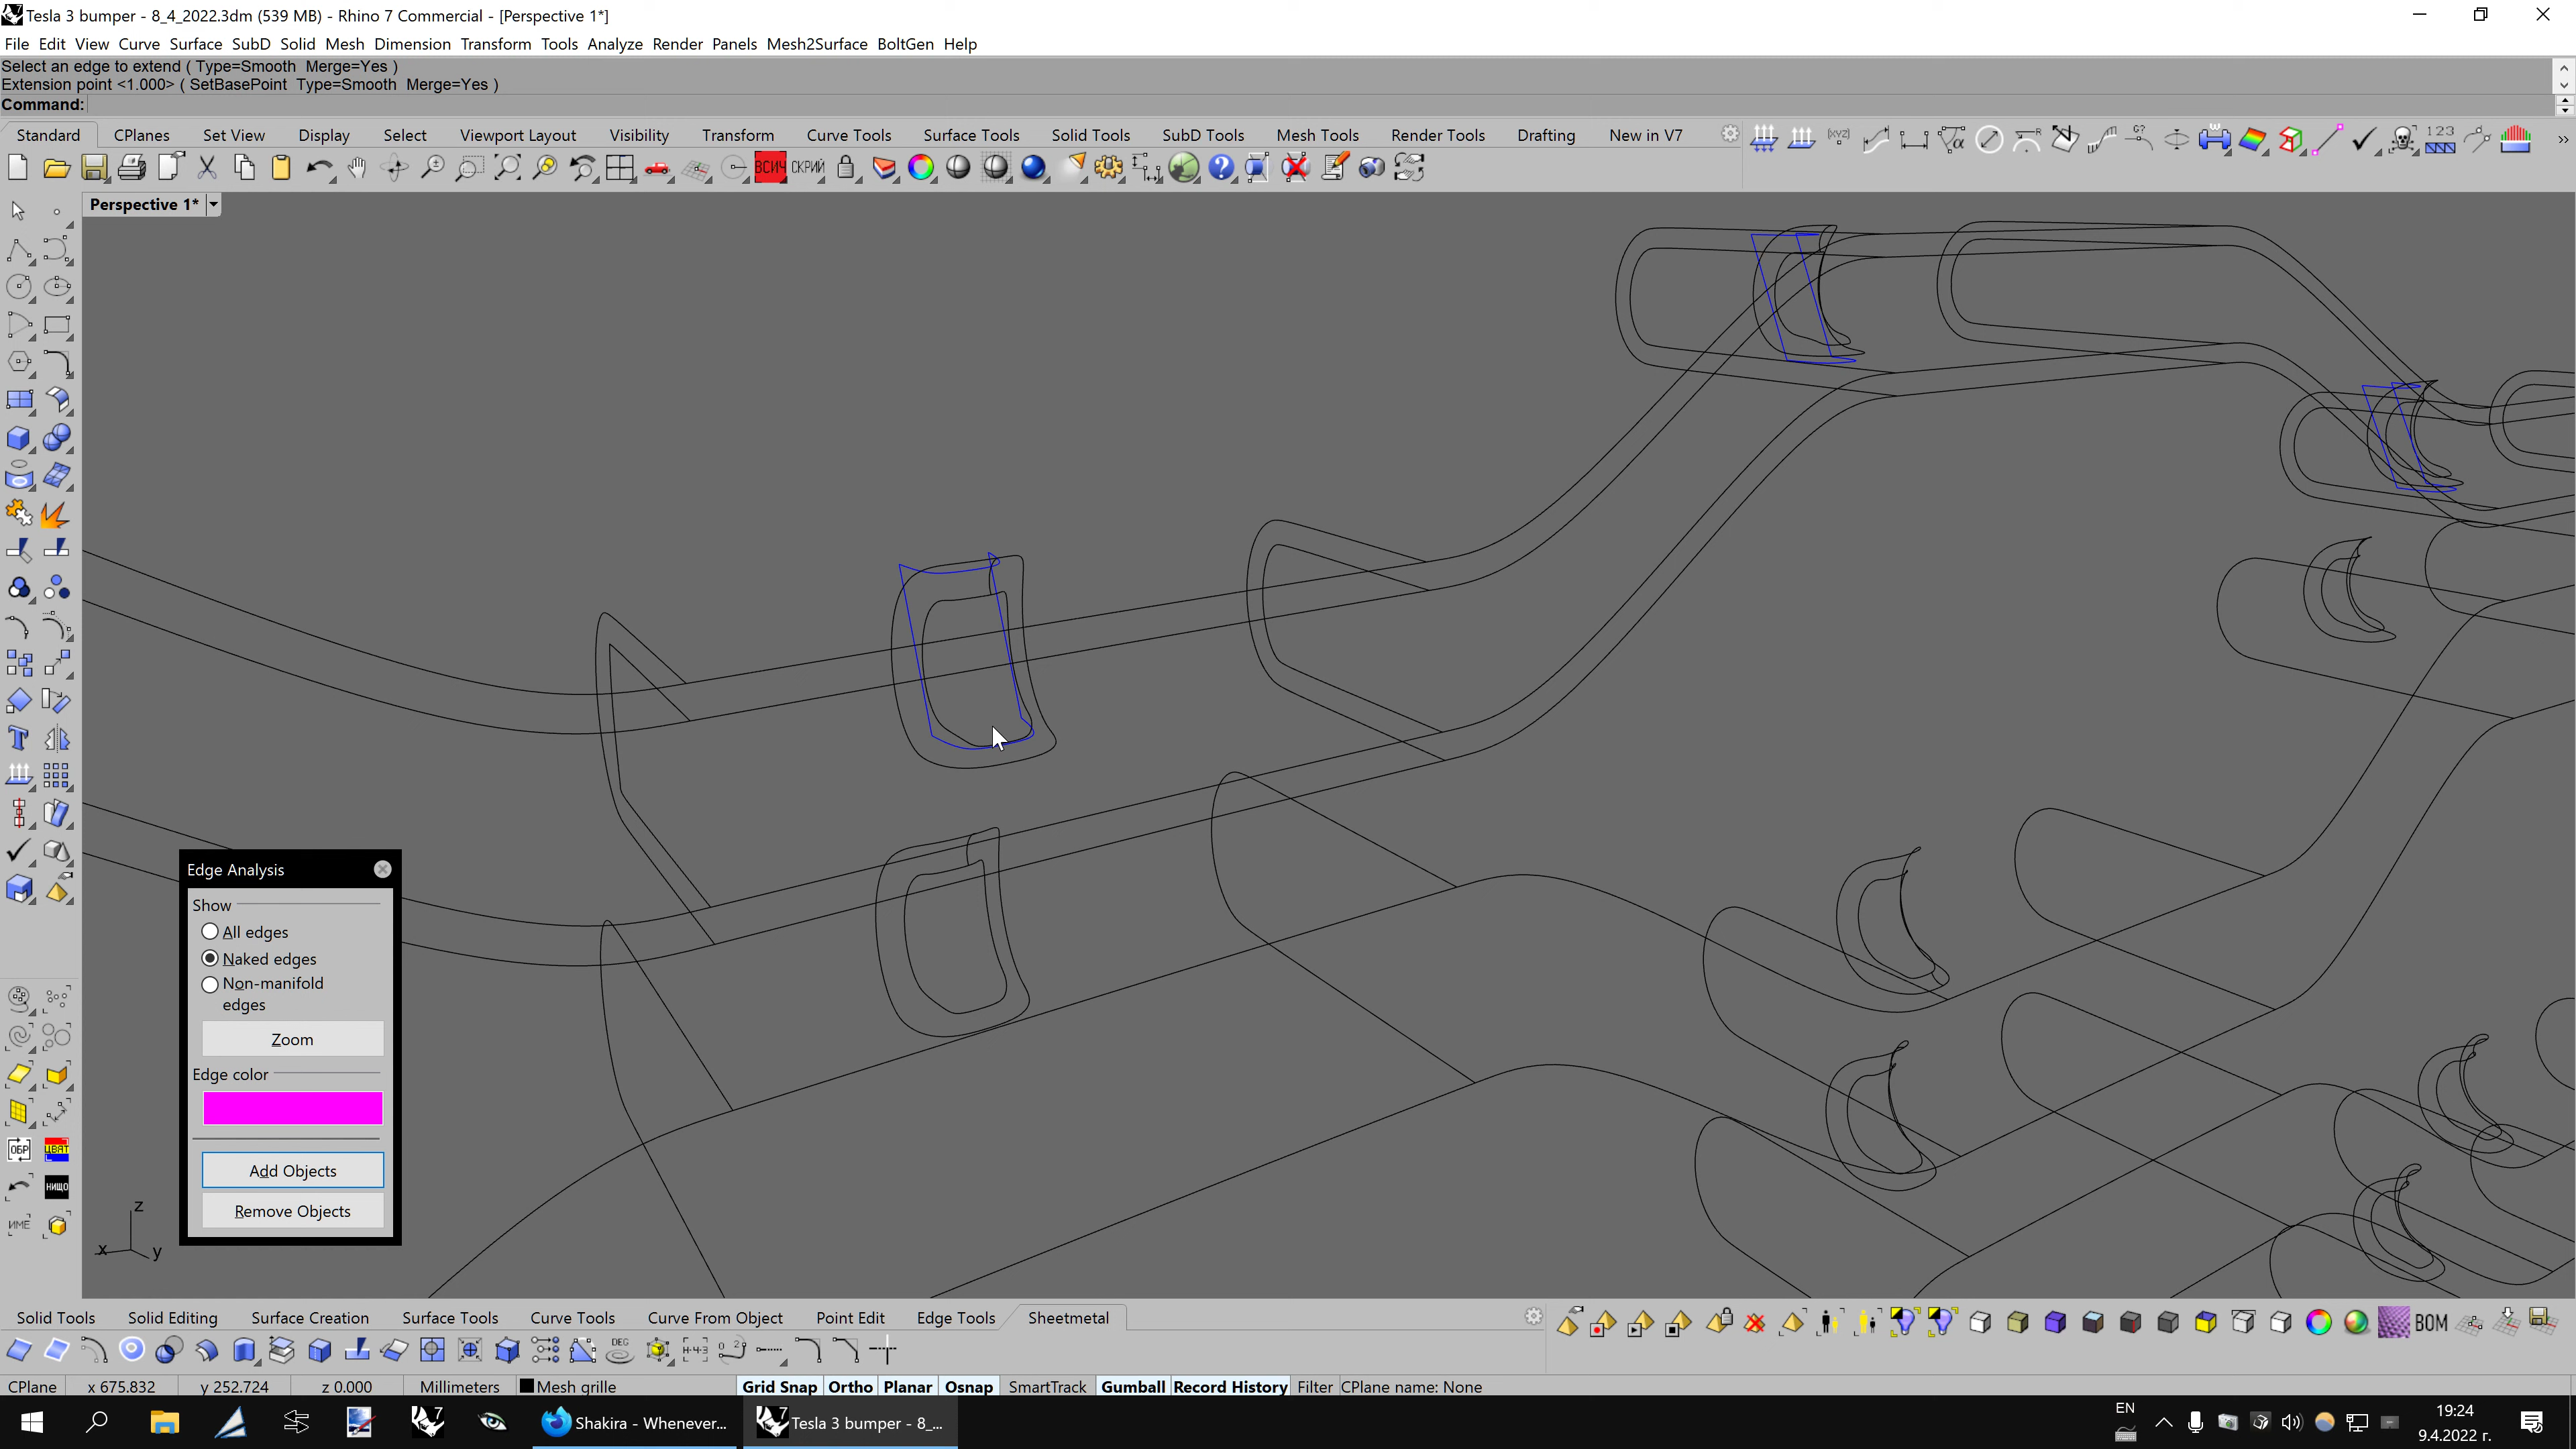 Tesla 3 bumper - 8_4_2022.3dm (539 MB) - Rhino 7 Commercial - [Perspective 1*]
File Edit View Curve Surface SubD Solid Mesh Dimension Transform Tools Analyze Render Panels Mesh2Surface BoltGen Help
Select an edge to extend ( Type=Smooth Merge=Yes )
Extension point <1.000> ( SetBasePoint Type=Smooth Merge=Yes )
Command:
Standard CPlanes Set View Display Select Viewport Layout Visibility Transform Curve Tools Surface Tools Solid Tools SubD Tools Mesh Tools Render Tools Drafting New in V7
ВСИЧ СКРИЙ
Perspective 1*
Edge Analysis
Show
All edges
Naked edges
Non-manifold
edges
Zoom
Edge color
Add Objects
Remove Objects
ОБР ЦВЯТ
НИЩО
ИМЕ
z
x y
Solid Tools Solid Editing Surface Creation Surface Tools Curve Tools Curve From Object Point Edit Edge Tools Sheetmetal
BOM
DEG
CPlane x 675.832 y 252.724 z 0.000 Millimeters Mesh grille Grid Snap Ortho Planar Osnap SmartTrack Gumball Record History Filter CPlane name: None
Shakira - Whenever... Tesla 3 bumper - 8_...
EN
19:24
9.4.2022 г.